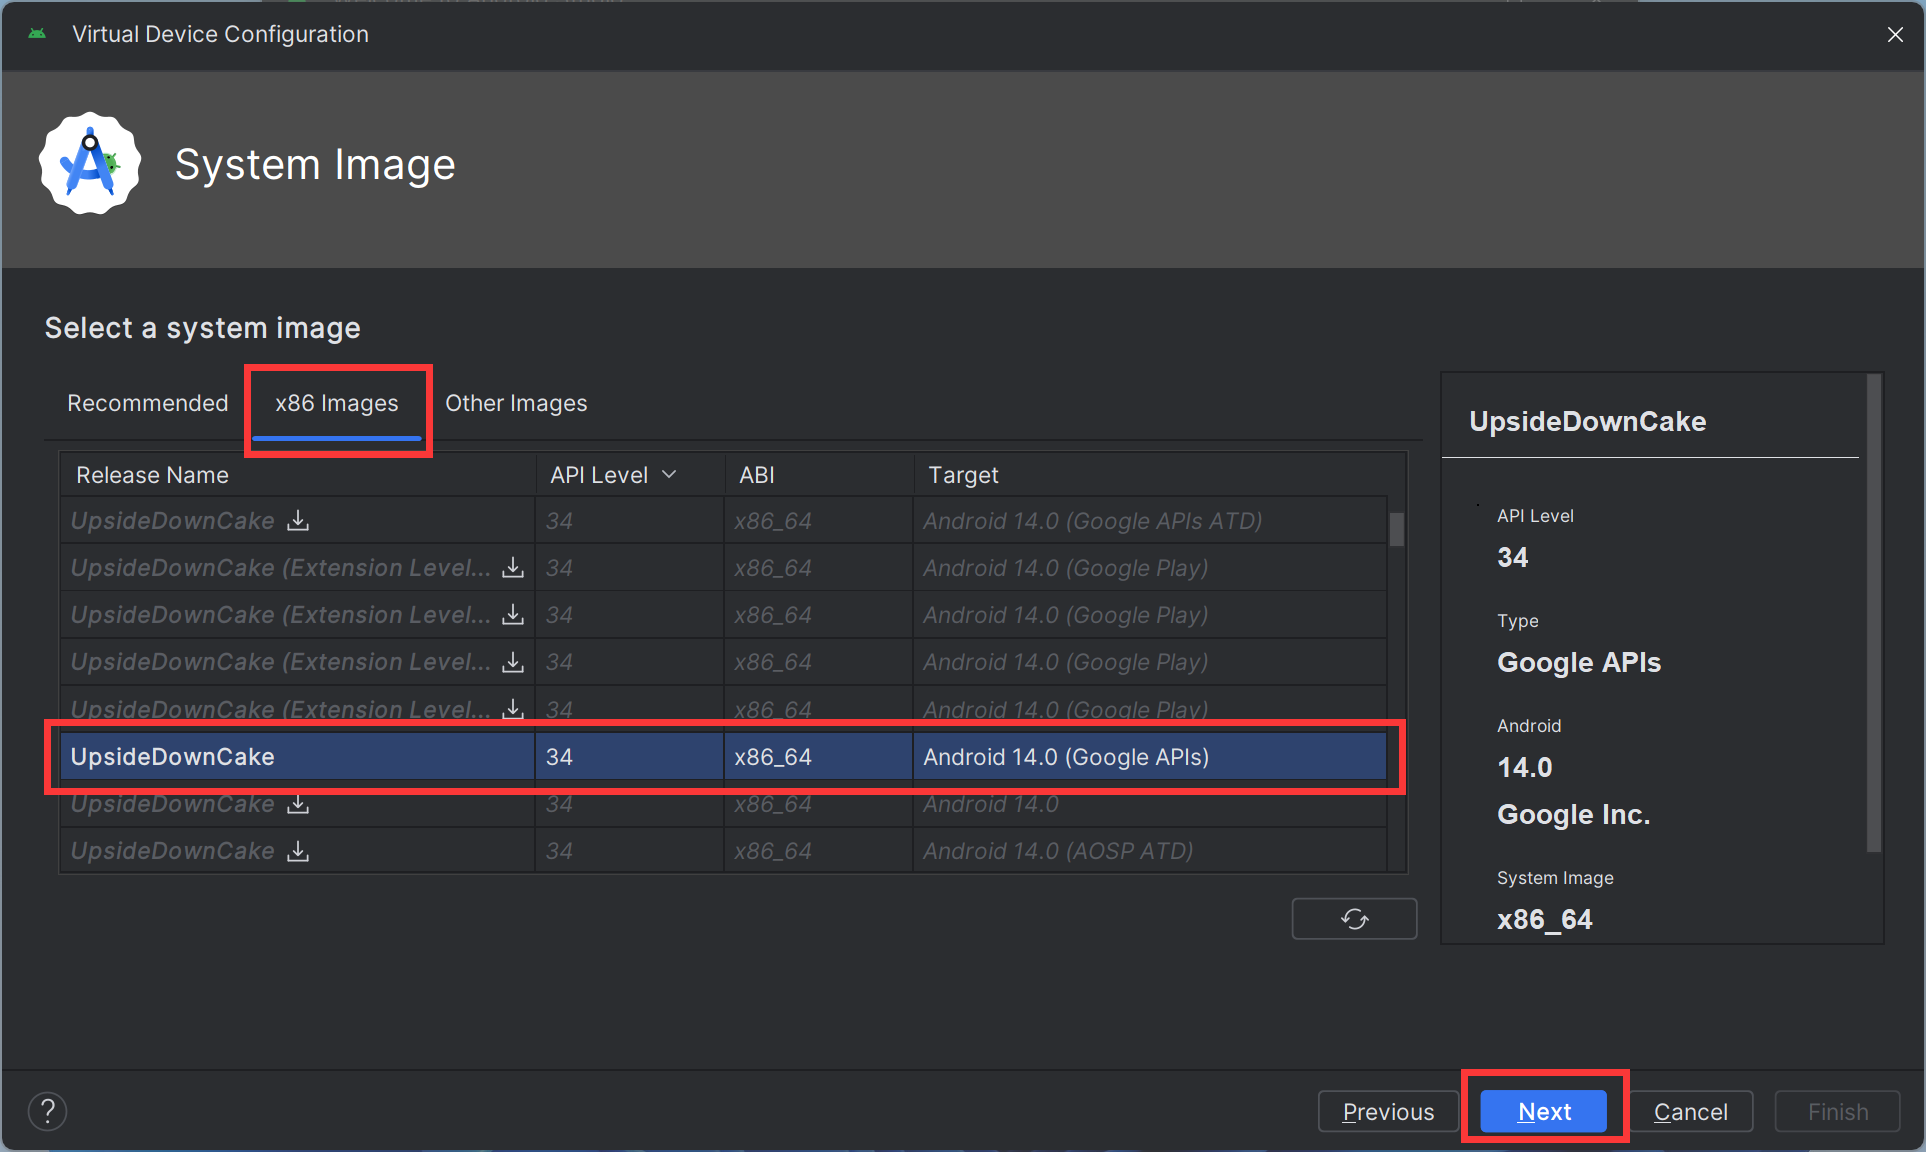 Virtual Device Configuration
System Image
Select a system image
Recommended x86 Images Other Images
Release Name API Level ABI Target
UpsideDownCake 34 x86_64 Android 14.0 (Google APIs ATD)
UpsideDownCake (Extension Level... 34 x86_64 Android 14.0 (Google Play)
UpsideDownCake (Extension Level... 34 x86_64 Android 14.0 (Google Play)
UpsideDownCake (Extension Level... 34 x86_64 Android 14.0 (Google Play)
UpsideDownCake (Extension Level... 34 x86_64 Android 14.0 (Google Play)
UpsideDownCake 34 x86_64 Android 14.0 (Google APIs)
UpsideDownCake 34 x86_64 Android 14.0
UpsideDownCake 34 x86_64 Android 14.0 (AOSP ATD)
UpsideDownCake
API Level
34
Type
Google APIs
Android
14.0
Google Inc.
System Image
x86_64
? Previous Next Cancel Finish